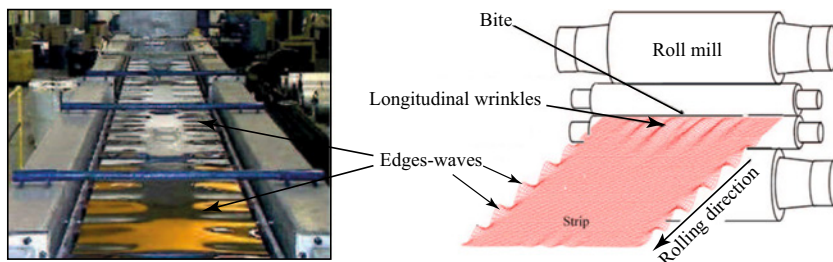 Bite
Roll mill
Longitudinal wrinkles
Edges-waves
Strip
Rolling direction